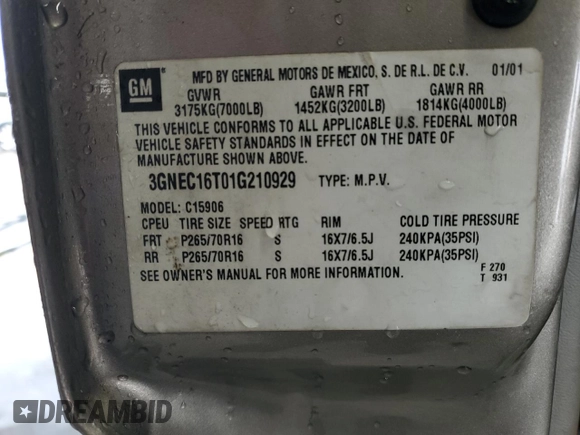 GM MFD BY GENERAL MOTORS DE MEXICO, S. DE R.L. DE C.V. 01/01
GVWR GAWR FRT GAWR RR
3175KG(7000LB) 1452KG(3200LB) 1814KG(4000LB)
THIS VEHICLE CONFORMS TO ALL APPLICABLE U.S. FEDERAL MOTOR
VEHICLE SAFETY STANDARDS IN EFFECT ON THE DATE OF
MANUFACTURE SHOWN ABOVE.
3GNEC16T01G210929 TYPE: M.P.V.
MODEL: C15906
CPEU TIRE SIZE SPEED RTG RIM COLD TIRE PRESSURE
FRT P265/70R16 S 16X7/6.5J 240KPA(35PSI)
RR P265/70R16 S 16X7/6.5J 240KPA(35PSI)
SEE OWNER'S MANUAL FOR MORE INFORMATION. F 270
T 931
DREAMBID